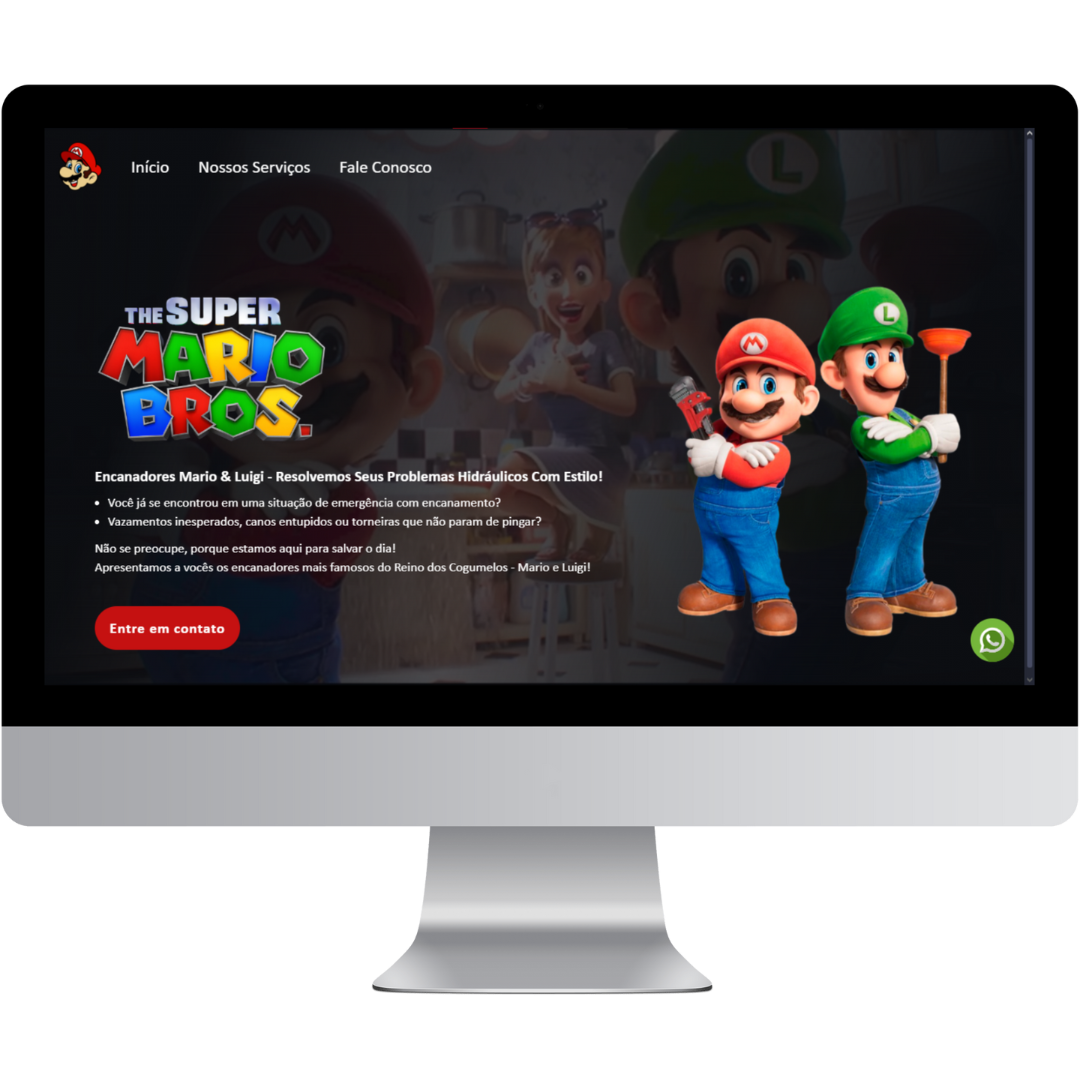 Início Nossos Serviços Fale Conosco
THE SUPER
MARIO
BROS.
Encanadores Mario & Luigi - Resolvemos Seus Problemas Hidráulicos Com Estilo!
Você já se encontrou em uma situação de emergência com encanamento?
Vazamentos inesperados, canos entupidos ou torneiras que não param de pingar?
Não se preocupe, porque estamos aqui para salvar o dia!
Apresentamos a vocês os encanadores mais famosos do Reino dos Cogumelos - Mario e Luigi!
Entre em contato
M
L
M
L
M